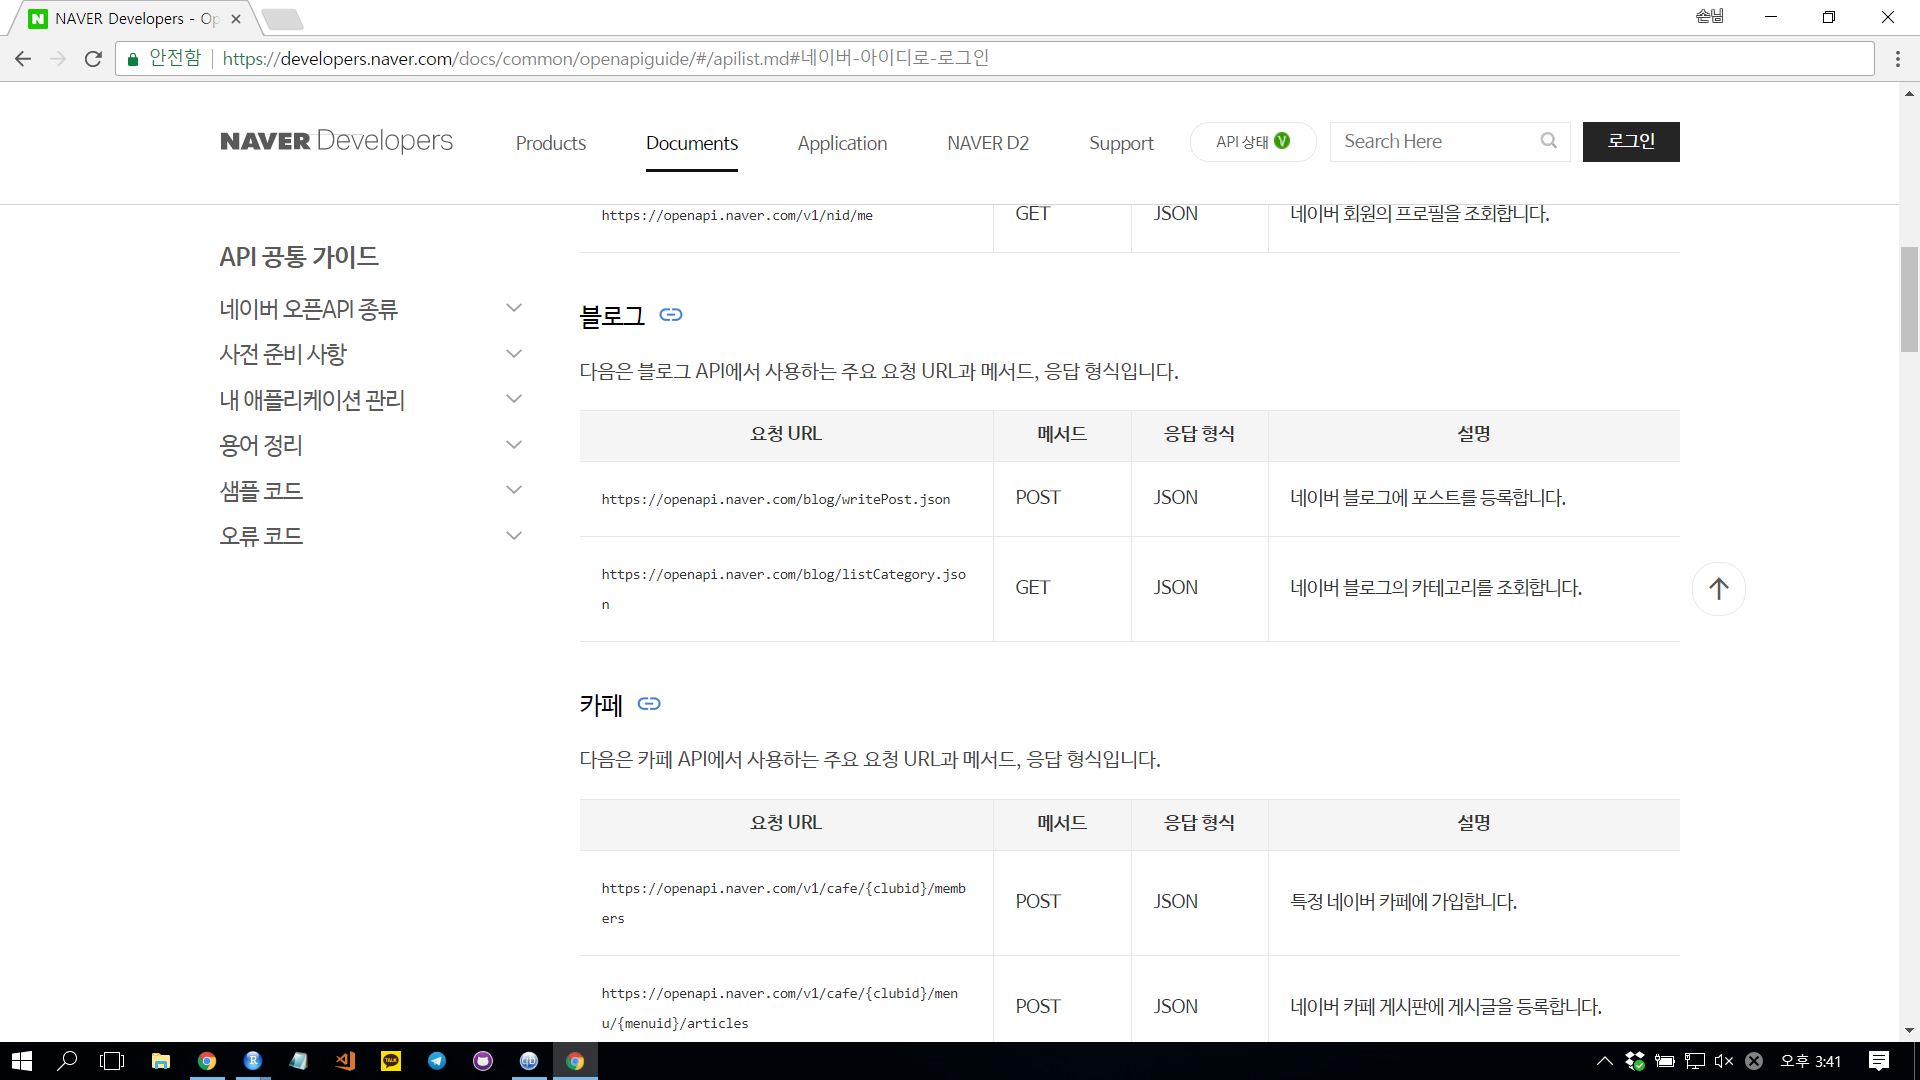 NAVER Developers - Op
손님
안전함
https://developers.naver.com/docs/common/openapiguide/#/apilist.md#네이버-아이디로-로그인
NAVER Developers
Products
Documents
Application
NAVER D2
Support
API 상태
Search Here
로그인
https://openapi.naver.com/v1/nid/me GET JSON 네이버 회원의 프로필을 조회합니다.
API 공통 가이드
네이버 오픈API 종류
사전 준비 사항
내 애플리케이션 관리
용어 정리
샘플 코드
오류 코드
블로그
다음은 블로그 API에서 사용하는 주요 요청 URL과 메서드, 응답 형식입니다.
요청 URL 메서드 응답 형식 설명
https://openapi.naver.com/blog/writePost.json POST JSON 네이버 블로그에 포스트를 등록합니다.
https://openapi.naver.com/blog/listCategory.jso
n
GET JSON 네이버 블로그의 카테고리를 조회합니다.
카페
다음은 카페 API에서 사용하는 주요 요청 URL과 메서드, 응답 형식입니다.
요청 URL 메서드 응답 형식 설명
https://openapi.naver.com/v1/cafe/{clubid}/memb
ers
POST JSON 특정 네이버 카페에 가입합니다.
https://openapi.naver.com/v1/cafe/{clubid}/men
u/{menuid}/articles
POST JSON 네이버 카페 게시판에 게시글을 등록합니다.
오후 3:41